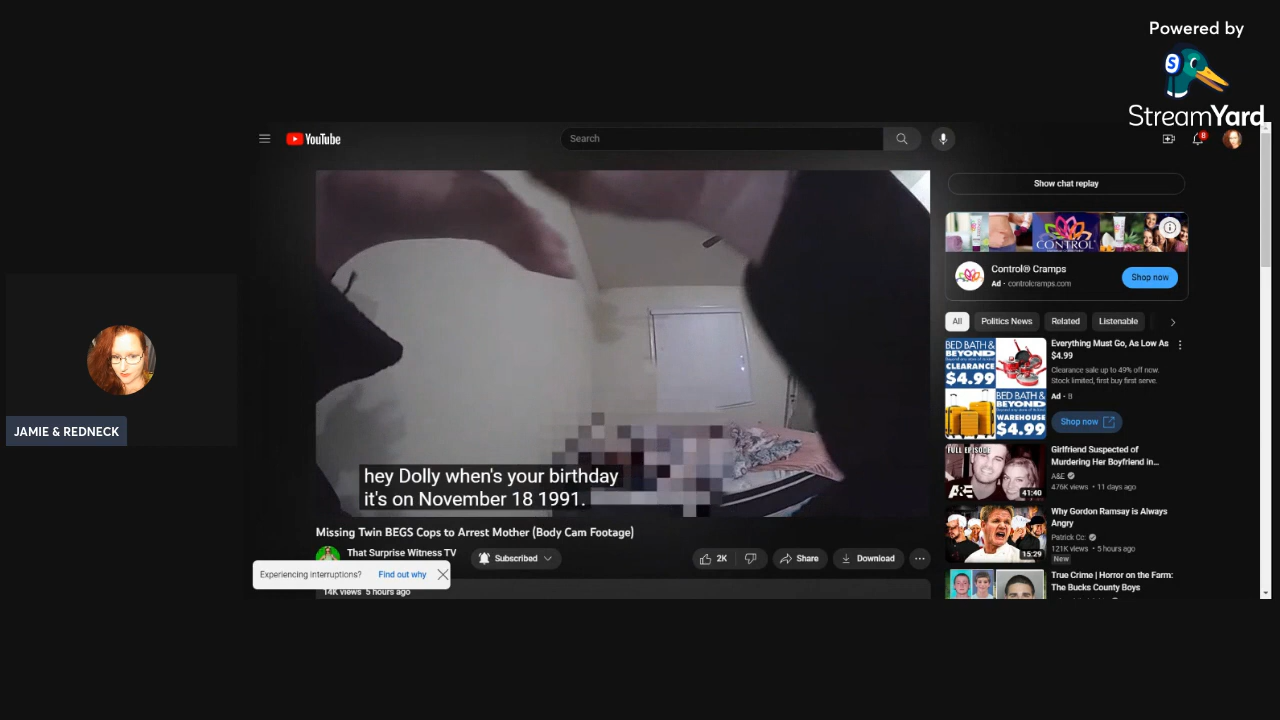 Powered by
StreamYard
YouTube
Search
8
Show chat replay
CONTROL
Control® Cramps
Ad · controlcramps.com
Shop now
All
Politics News
Related
Listenable
BED BATH &
BEYOND
CLEARANCE
$4.99
BED BATH &
BEYOND
WAREHOUSE
$4.99
Everything Must Go, As Low As
$4.99
Clearance sale up to 49% off now.
Stock limited, first buy first serve.
Ad · 8
Shop now
JAMIE & REDNECK
hey Dolly when's your birthday
it's on November 18 1991.
FULL EPISODE
A&E
41:40
Girlfriend Suspected of
Murdering Her Boyfriend in...
A&E
476K views · 11 days ago
Missing Twin BEGS Cops to Arrest Mother (Body Cam Footage)
That Surprise Witness TV
Subscribed
2K
Share
Download
15:29
Why Gordon Ramsay is Always
Angry
Patrick Cc:
121K views · 5 hours ago
New
Experiencing interruptions?
Find out why
14K views 5 hours ago
True Crime | Horror on the Farm:
The Bucks County Boys